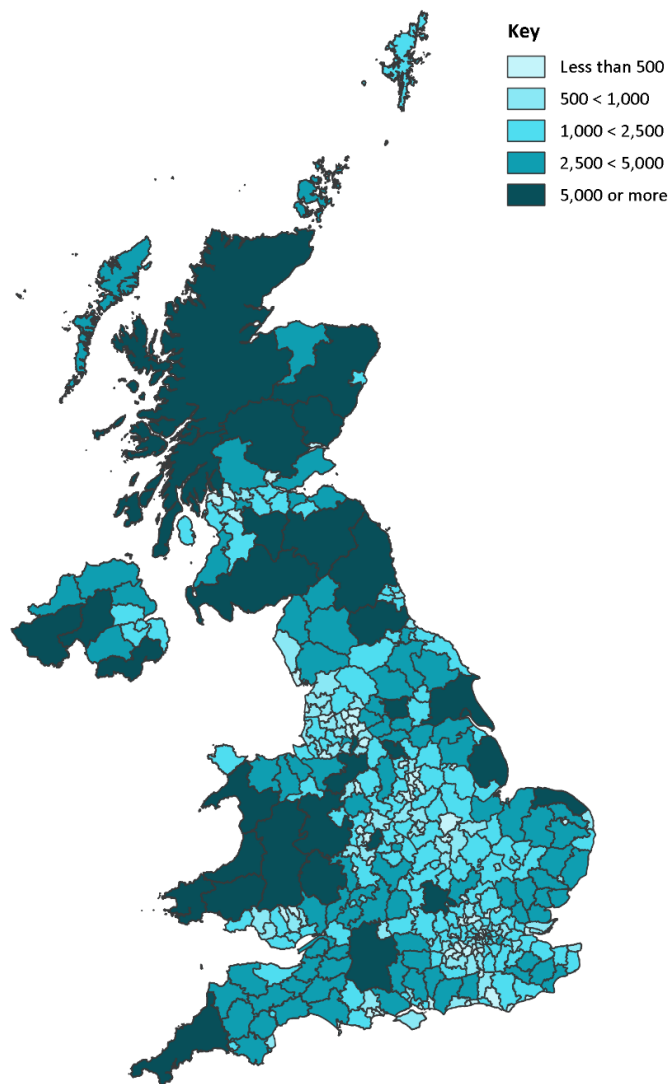 Key
Less than 500
500 < 1,000
1,000 < 2,500
2,500 < 5,000
5,000 or more